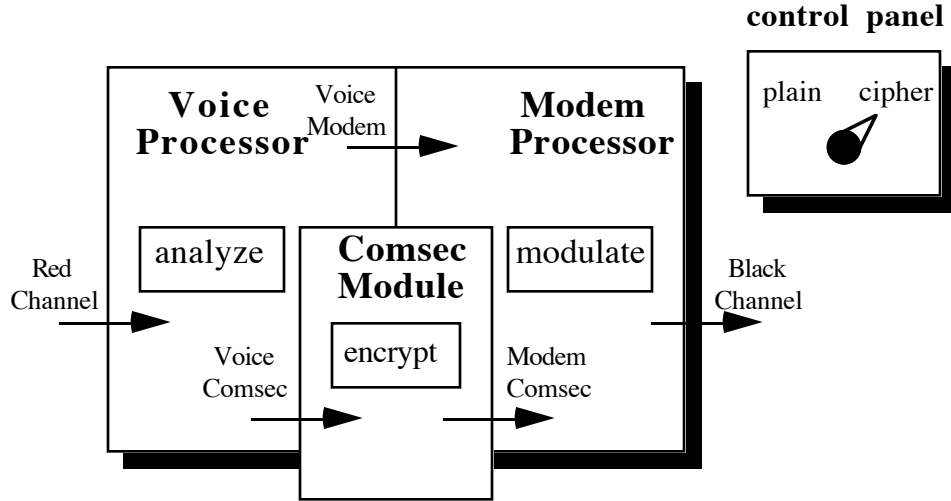 control panel
plain cipher
Voice
Processor
Voice
Modem
Modem
Processor
analyze
Comsec
Module
modulate
Red
Channel
Black
Channel
encrypt
Voice
Comsec
Modem
Comsec